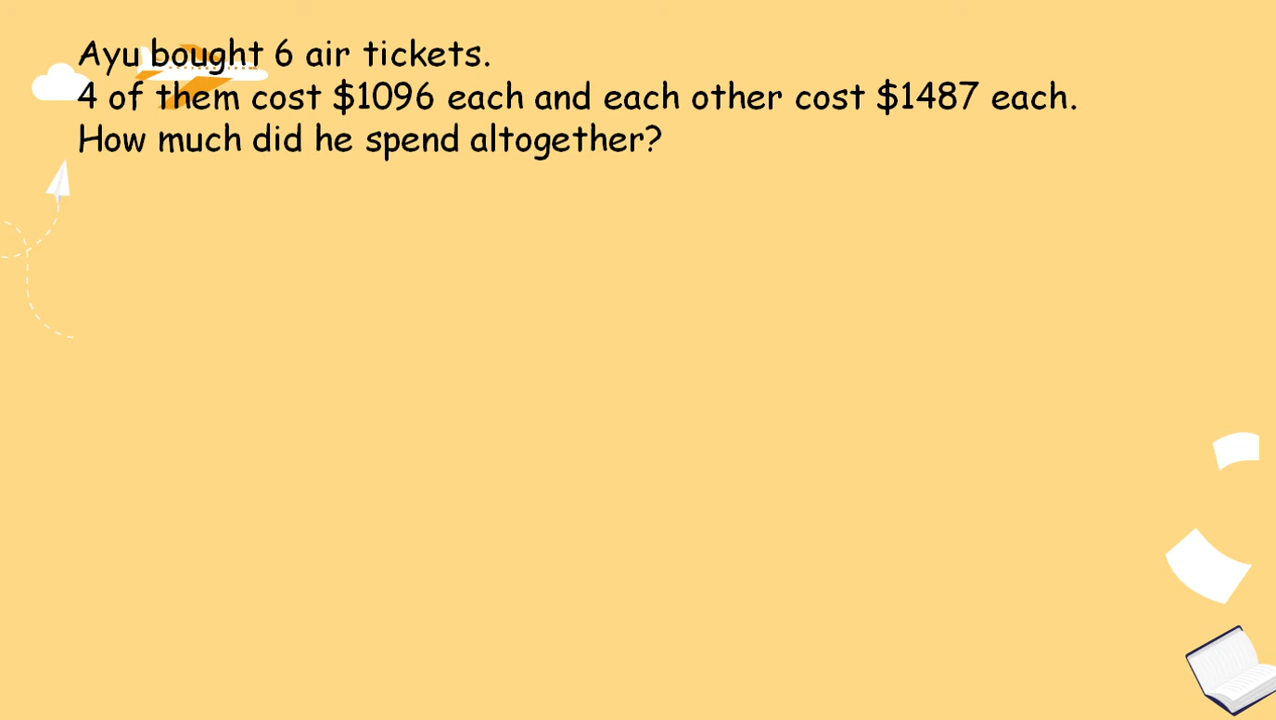 Ayu bought 6 air tickets.
4 of them cost $1096 each and each other cost $1487 each.
How much did he spend altogether?